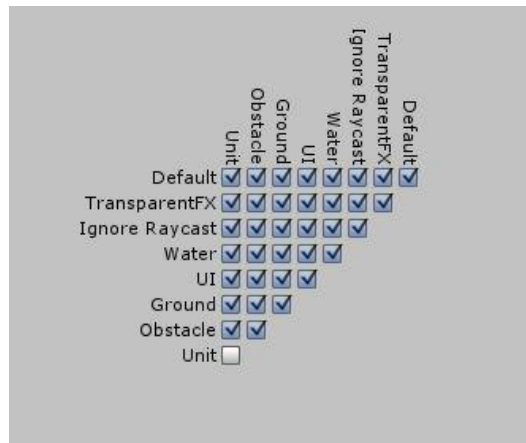 Unit
Obstacle
Ground
UI
Water
Ignore Raycast
TransparentFX
Default
Default
TransparentFX
Ignore Raycast
Water
UI
Ground
Obstacle
Unit